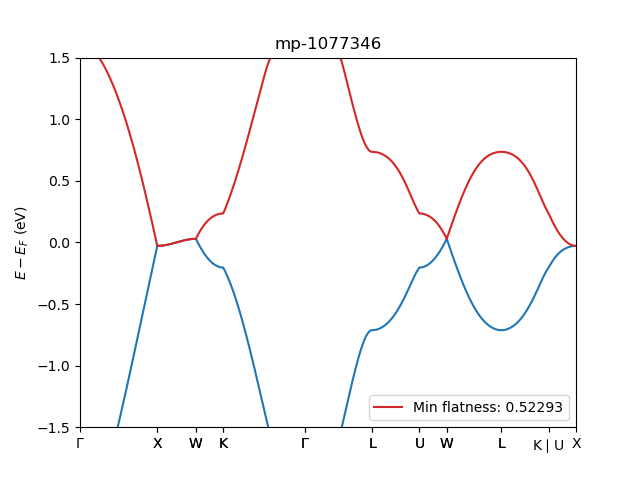 mp-1077346
E − E_F (eV)
1.5
1.0
0.5
0.0
−0.5
−1.0
−1.5
Min flatness: 0.52293
Γ X W K Γ L U W L K | U X